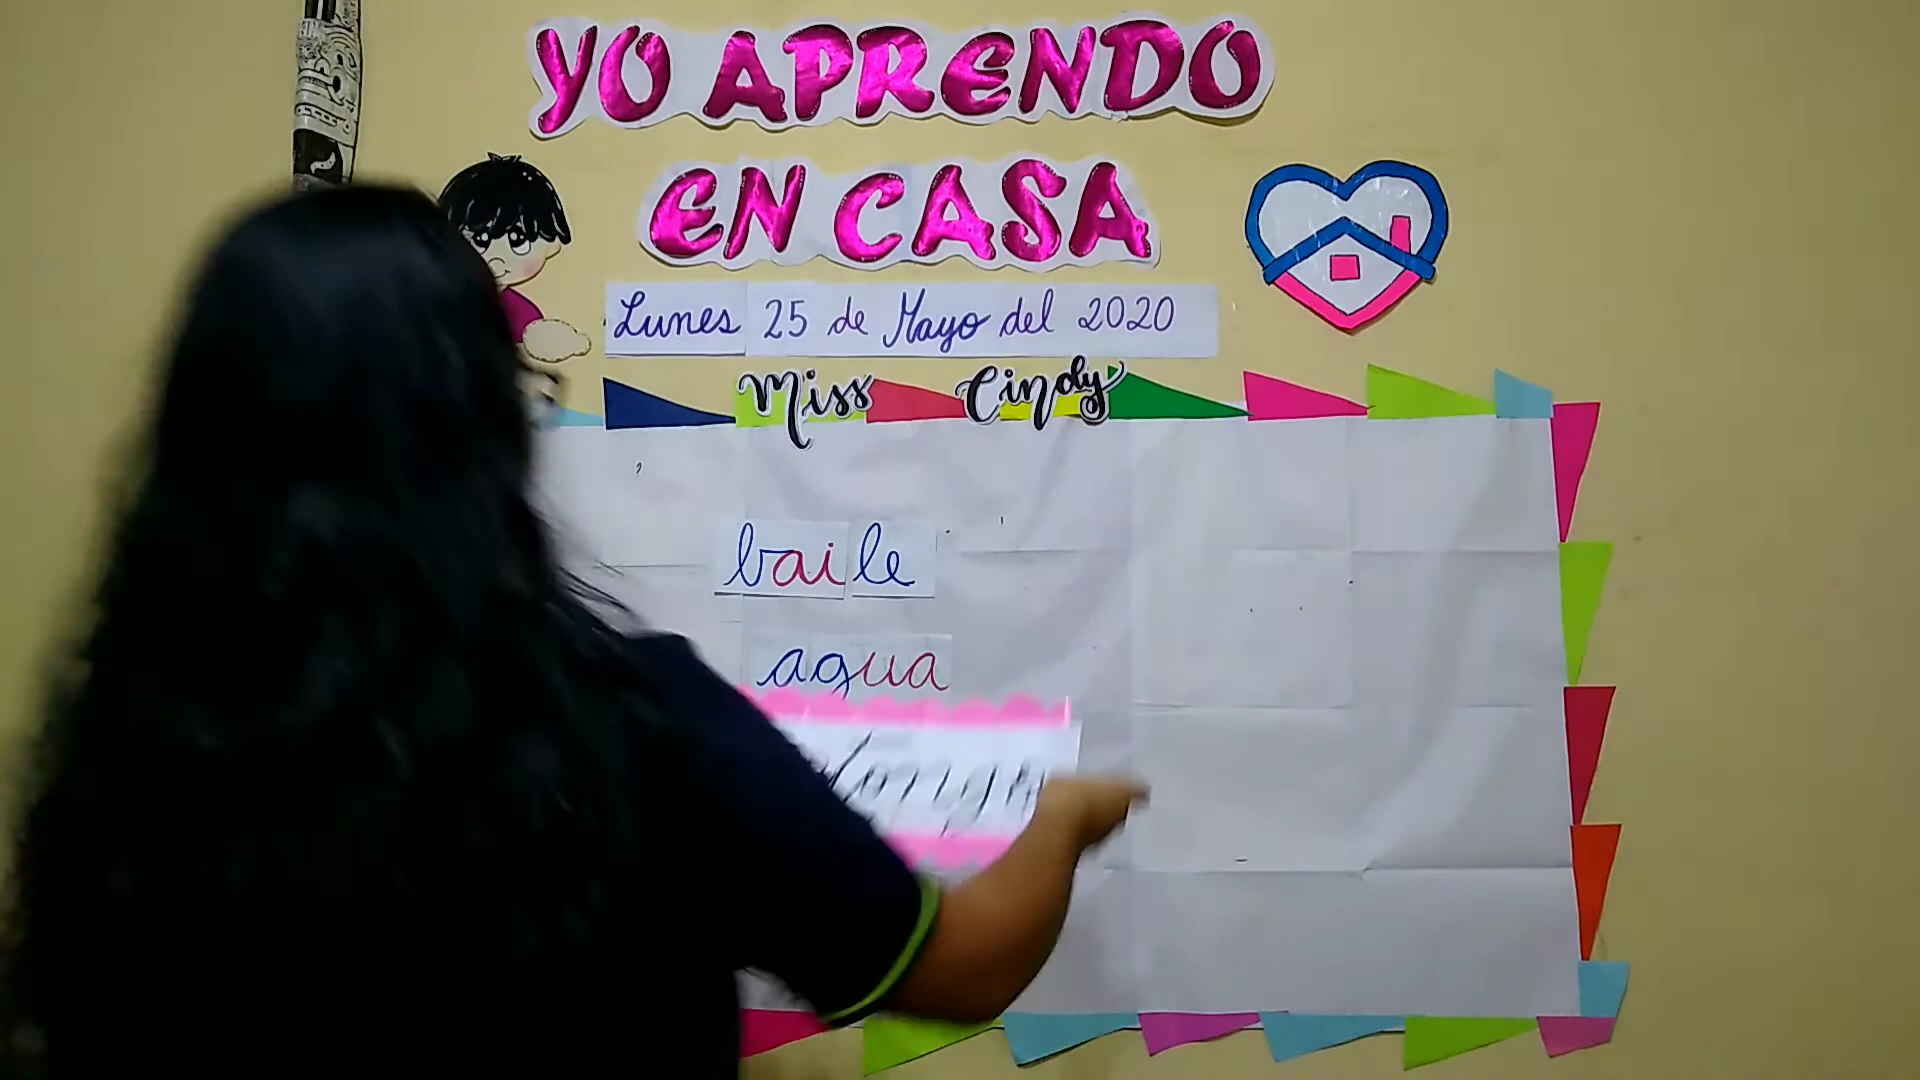 YO APRENDO
EN CASA
Lunes 25 de Mayo del 2020
Miss Cindy
baile
agua